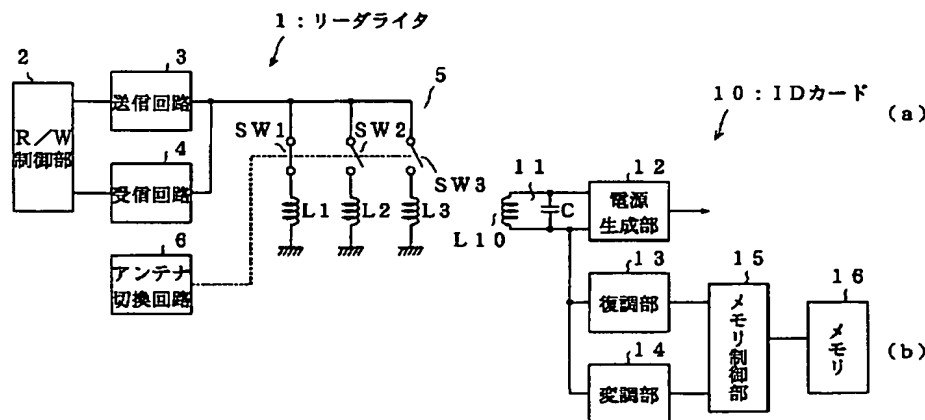 1：リーダライタ
2
R／W
制御部
3
送信回路
4
受信回路
6
アンテナ
切換回路
5
SW1
SW2
SW3
L1
L2
L3
10：IDカード
(a)
11
C
L10
12
電源
生成部
13
復調部
14
変調部
15
メモリ制御部
16
メモリ
(b)